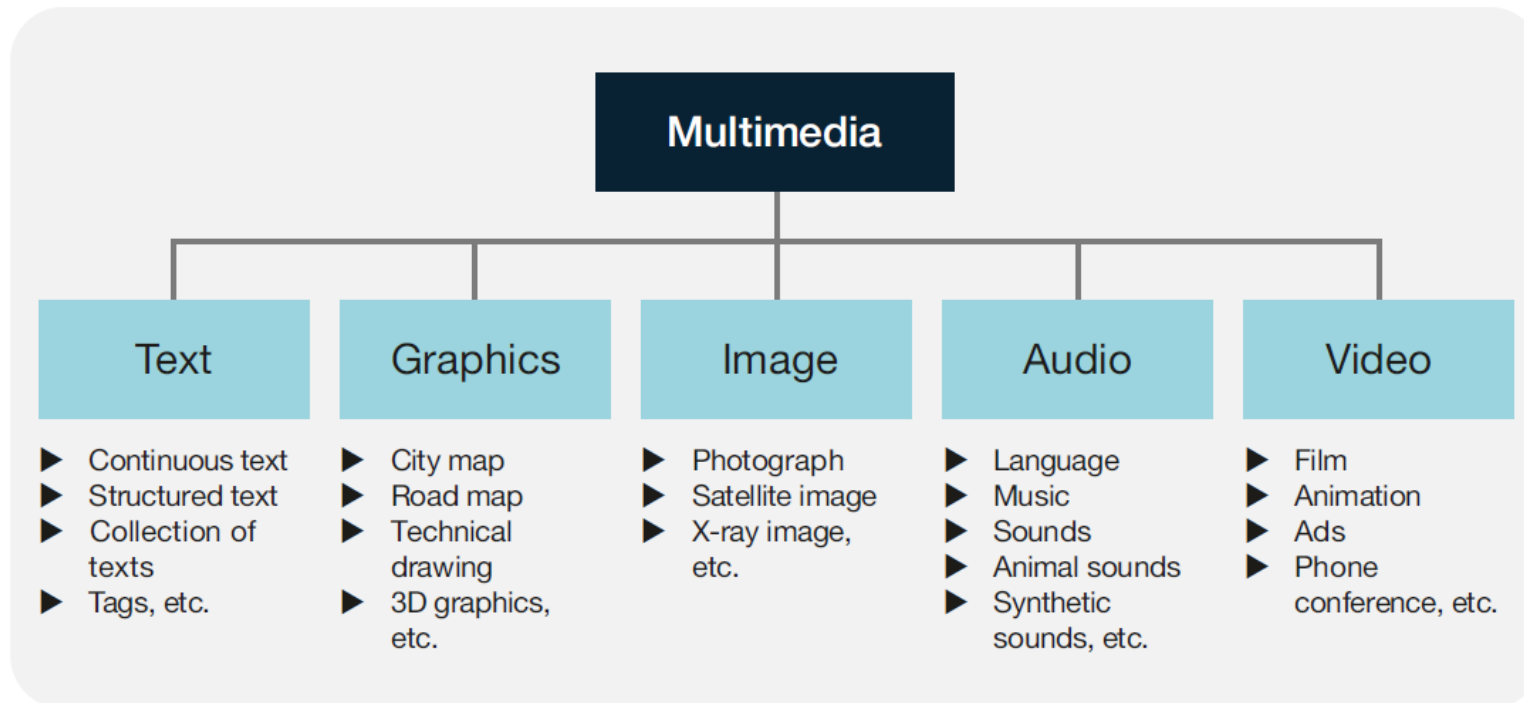 Multimedia
Text
Graphics
Image
Audio
Video
▶ Continuous text
▶ Structured text
▶ Collection of
texts
▶ Tags, etc.
▶ City map
▶ Road map
▶ Technical
drawing
▶ 3D graphics,
etc.
▶ Photograph
▶ Satellite image
▶ X-ray image,
etc.
▶ Language
▶ Music
▶ Sounds
▶ Animal sounds
▶ Synthetic
sounds, etc.
▶ Film
▶ Animation
▶ Ads
▶ Phone
conference, etc.